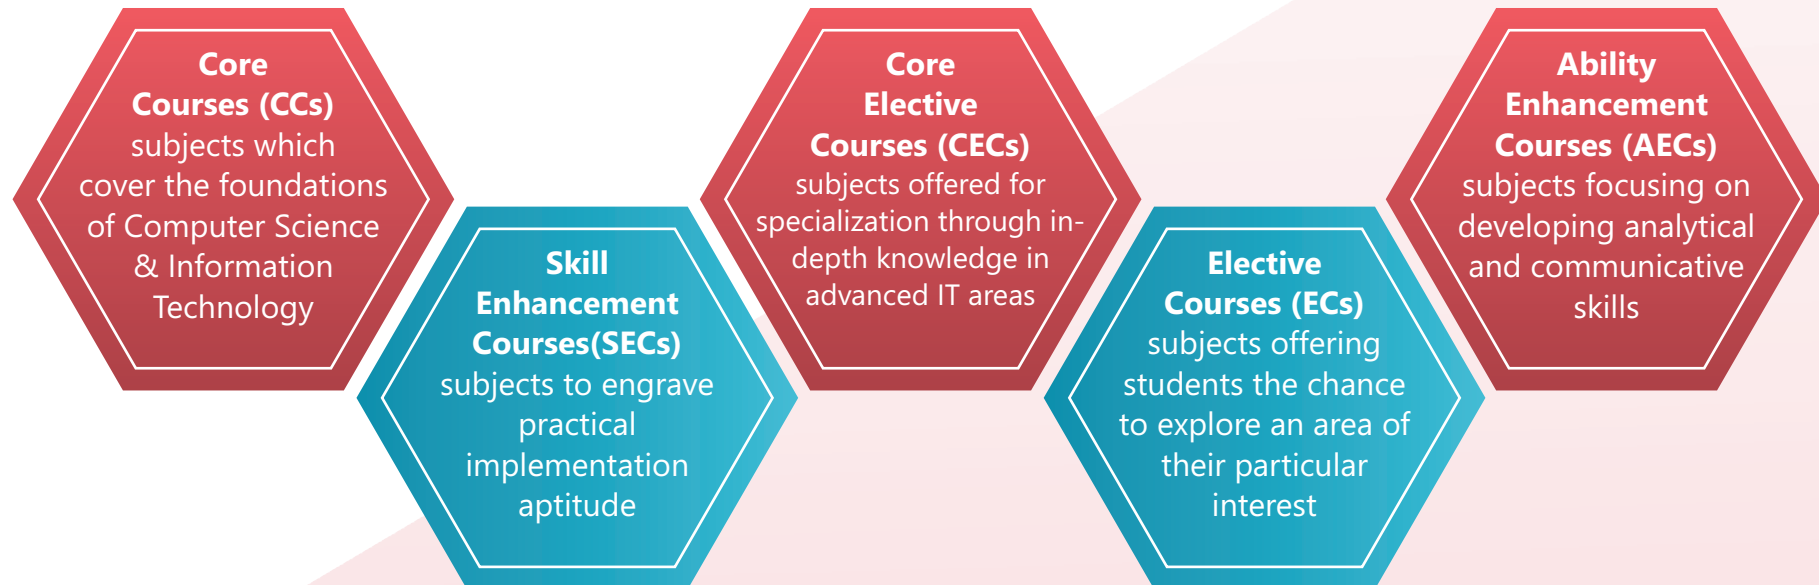 Core
Courses (CCs)
subjects which
cover the foundations
of Computer Science
& Information
Technology
Skill
Enhancement
Courses(SECs)
subjects to engrave
practical
implementation
aptitude
Core
Elective
Courses (CECs)
subjects offered for
specialization through in-
depth knowledge in
advanced IT areas
Elective
Courses (ECs)
subjects offering
students the chance
to explore an area of
their particular
interest
Ability
Enhancement
Courses (AECs)
subjects focusing on
developing analytical
and communicative
skills